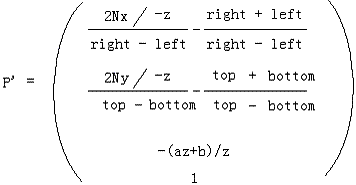 2Nx / -z   right + left
right - left - right - left
2Ny / -z   top + bottom
P' = top - bottom - top - bottom
-(az+b)/z
1